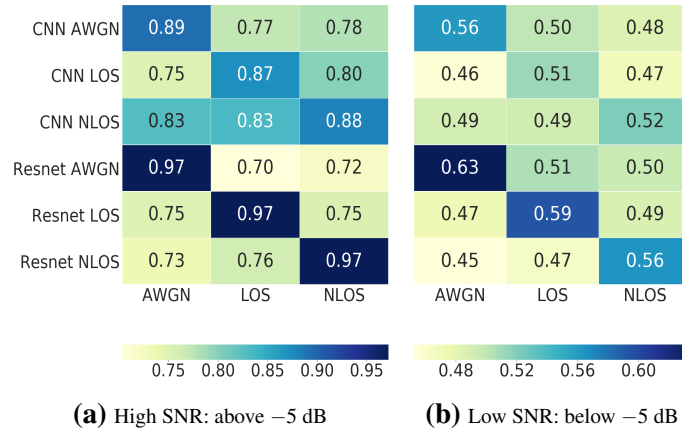 CNN AWGN 0.89 0.77 0.78 0.56 0.50 0.48
CNN LOS 0.75 0.87 0.80 0.46 0.51 0.47
CNN NLOS 0.83 0.83 0.88 0.49 0.49 0.52
Resnet AWGN 0.97 0.70 0.72 0.63 0.51 0.50
Resnet LOS 0.75 0.97 0.75 0.47 0.59 0.49
Resnet NLOS 0.73 0.76 0.97 0.45 0.47 0.56
AWGN LOS NLOS AWGN LOS NLOS
0.75 0.80 0.85 0.90 0.95 0.48 0.52 0.56 0.60
(a) High SNR: above −5 dB (b) Low SNR: below −5 dB